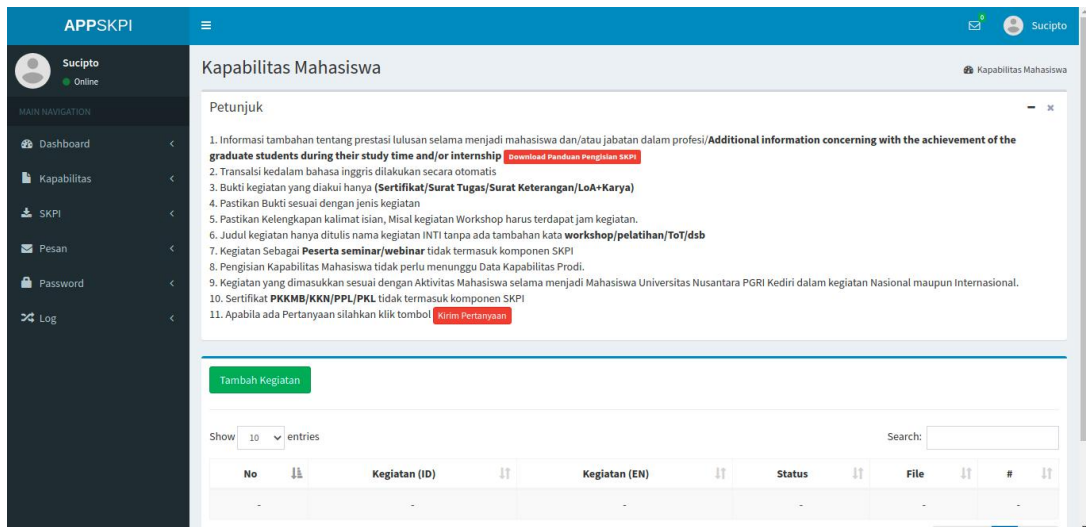 APPSKPI
0
Sucipto
Sucipto
Online
MAIN NAVIGATION
Dashboard
Kapabilitas
SKPI
Pesan
Password
Log
Kapabilitas Mahasiswa
Kapabilitas Mahasiswa
Petunjuk
1. Informasi tambahan tentang prestasi lulusan selama menjadi mahasiswa dan/atau jabatan dalam profesi/Additional information concerning with the achievement of the
graduate students during their study time and/or internship Download Panduan Pengisian SKPI
2. Transalsi kedalam bahasa inggris dilakukan secara otomatis
3. Bukti kegiatan yang diakui hanya (Sertifikat/Surat Tugas/Surat Keterangan/LoA+Karya)
4. Pastikan Bukti sesuai dengan jenis kegiatan
5. Pastikan Kelengkapan kalimat isian, Misal kegiatan Workshop harus terdapat jam kegiatan.
6. Judul kegiatan hanya ditulis nama kegiatan INTI tanpa ada tambahan kata workshop/pelatihan/ToT/dsb
7. Kegiatan Sebagai Peserta seminar/webinar tidak termasuk komponen SKPI
8. Pengisian Kapabilitas Mahasiswa tidak perlu menunggu Data Kapabilitas Prodi.
9. Kegiatan yang dimasukkan sesuai dengan Aktivitas Mahasiswa selama menjadi Mahasiswa Universitas Nusantara PGRI Kediri dalam kegiatan Nasional maupun Internasional.
10. Sertifikat PKKMB/KKN/PPL/PKL tidak termasuk komponen SKPI
11. Apabila ada Pertanyaan silahkan klik tombol Kirim Pertanyaan
Tambah Kegiatan
Show 10 entries
Search:
No Kegiatan (ID) Kegiatan (EN) Status File #
- - - - - -